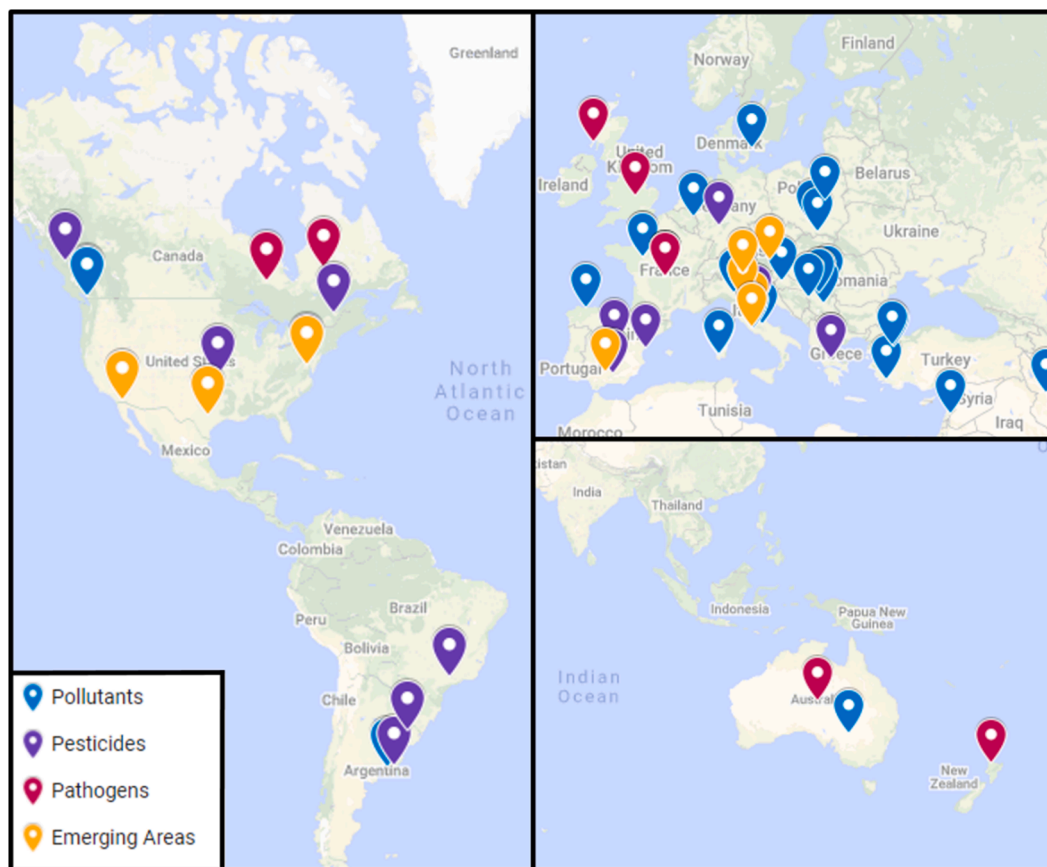 Greenland
Canada
United States
North
Atlantic
Ocean
Mexico
Venezuela
Colombia
Brazil
Peru
Bolivia
Chile
Argentina
Pollutants
Pesticides
Pathogens
Emerging Areas
Finland
Norway
Denmark
United
Kingdom
Ireland
Belarus
Ukraine
France
Portugal
Greece
Turkey
Syria
Iraq
Tunisia
Morocco
India
Thailand
Indonesia
Papua New
Guinea
Indian
Ocean
New
Zealand